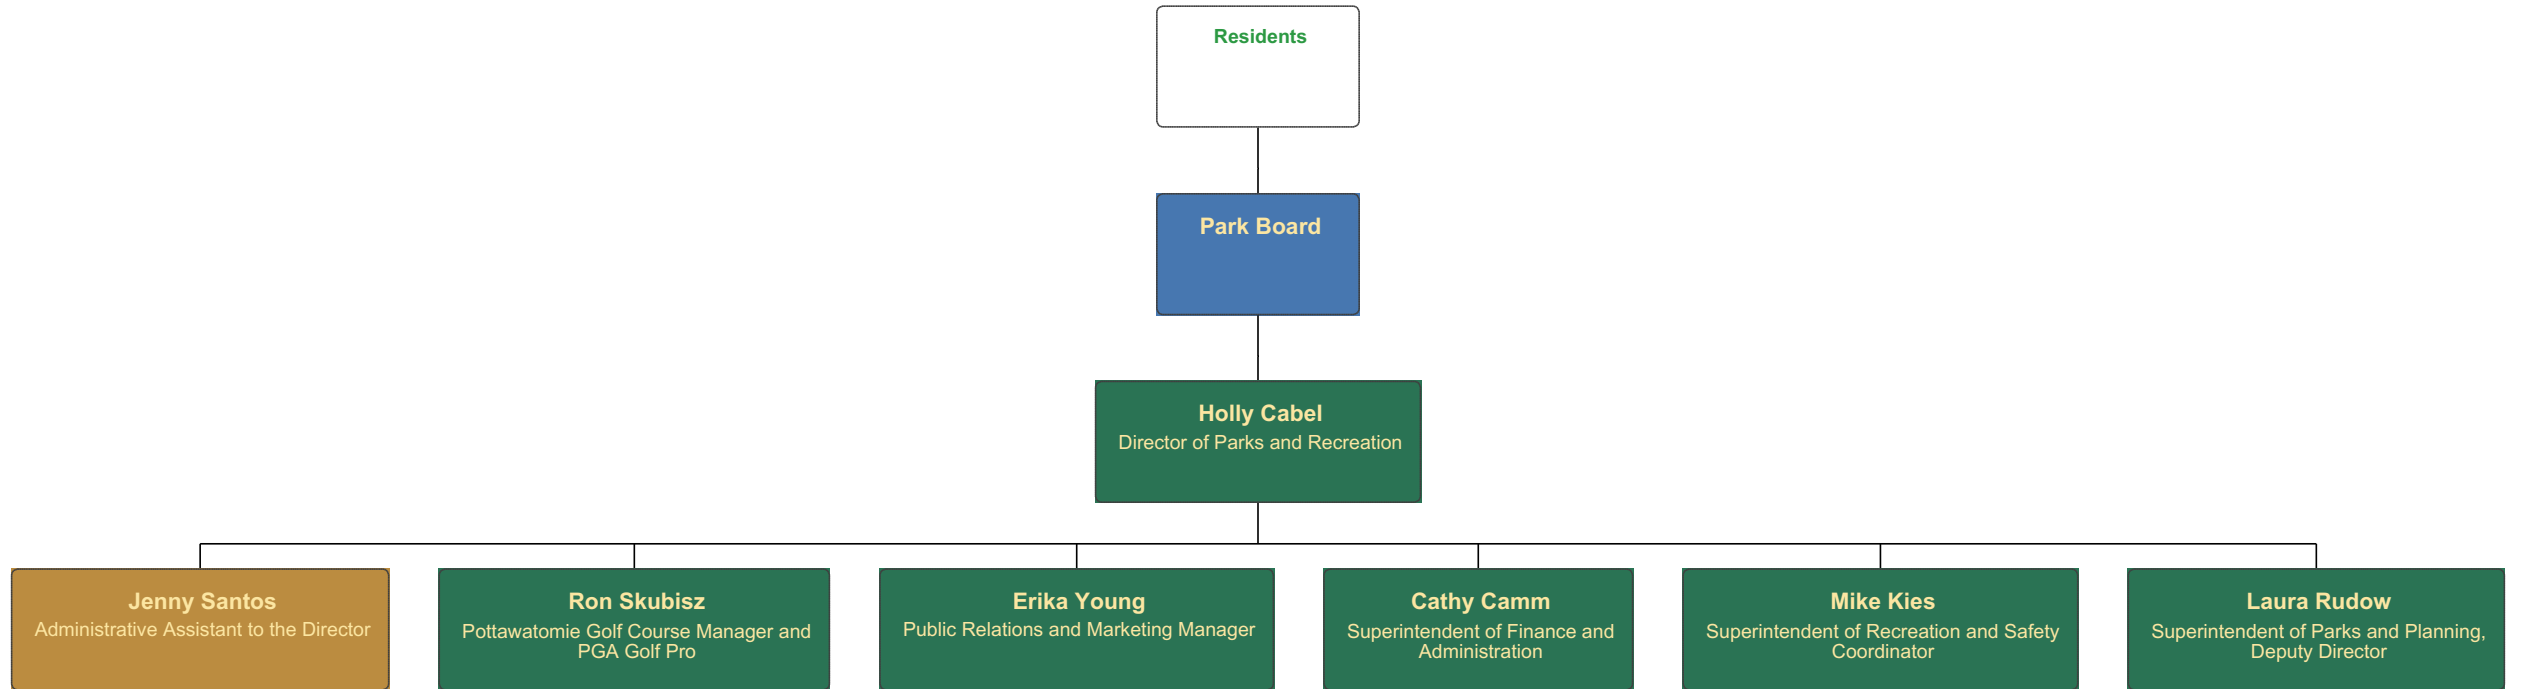 Residents
Park Board
Holly Cabel
Director of Parks and Recreation
Jenny Santos
Administrative Assistant to the Director
Ron Skubisz
Pottawatomie Golf Course Manager and
PGA Golf Pro
Erika Young
Public Relations and Marketing Manager
Cathy Camm
Superintendent of Finance and
Administration
Mike Kies
Superintendent of Recreation and Safety
Coordinator
Laura Rudow
Superintendent of Parks and Planning,
Deputy Director